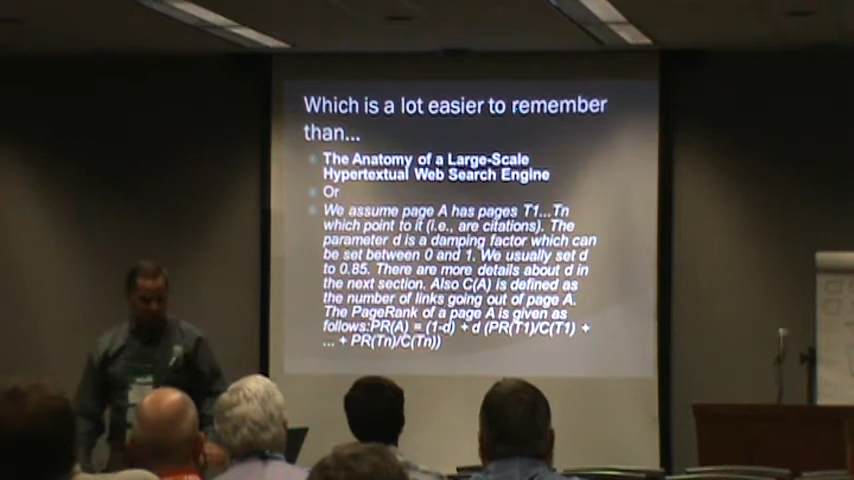 Which is a lot easier to remember
than...
The Anatomy of a Large-Scale
Hypertextual Web Search Engine
Or
We assume page A has pages T1...Tn
which point to it (i.e., are citations). The
parameter d is a damping factor which can
be set between 0 and 1. We usually set d
to 0.85. There are more details about d in
the next section. Also C(A) is defined as
the number of links going out of page A.
The PageRank of a page A is given as
follows:PR(A) = (1-d) + d (PR(T1)/C(T1) +
... + PR(Tn)/C(Tn))